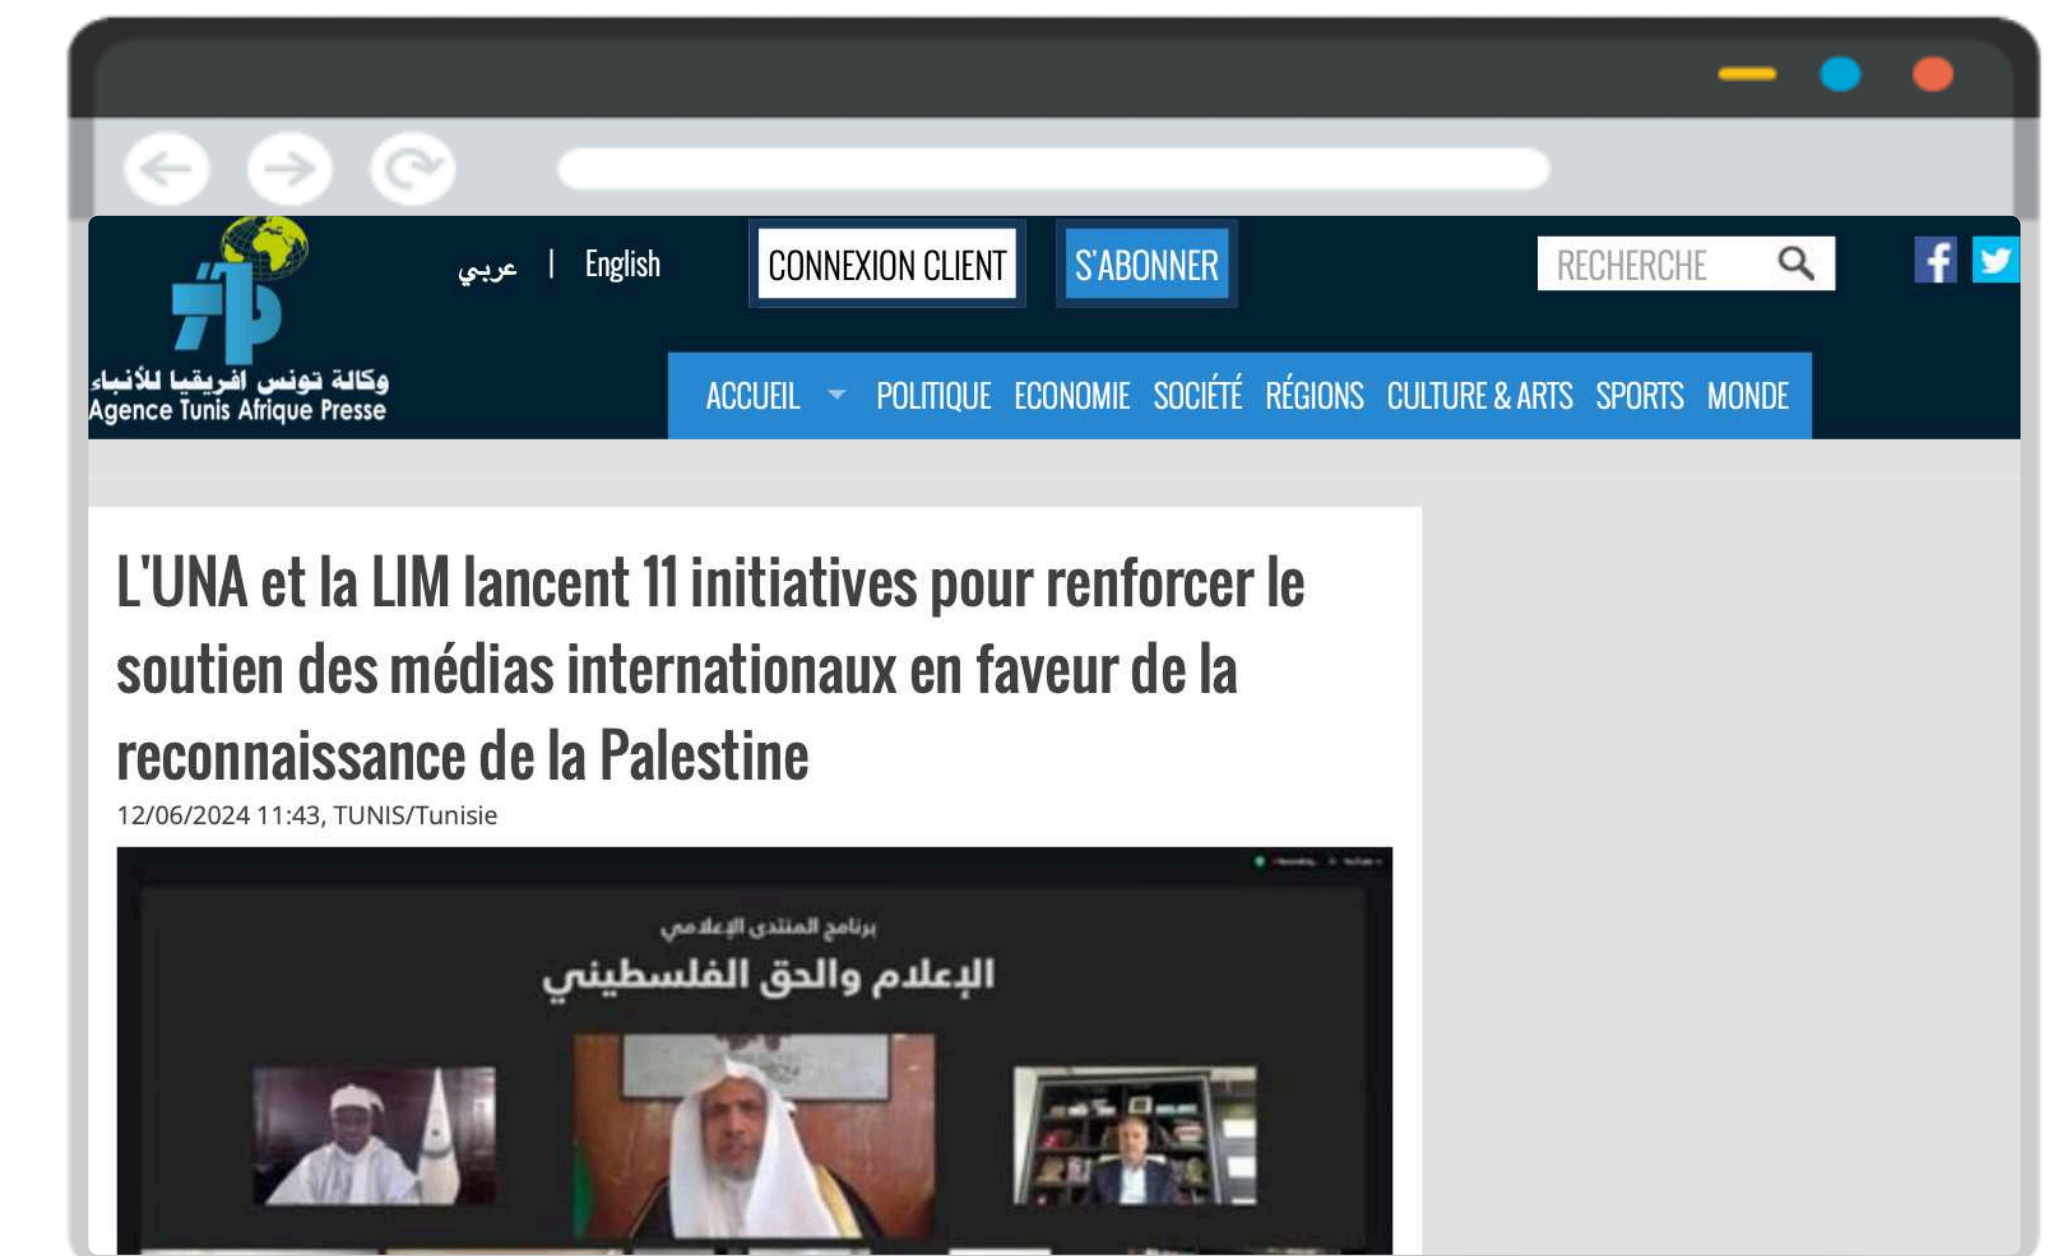 عربي | English
CONNEXION CLIENT
S'ABONNER
RECHERCHE
وكالة تونس افريقيا للأنباء
Agence Tunis Afrique Presse
ACCUEIL POLITIQUE ECONOMIE SOCIÉTÉ RÉGIONS CULTURE & ARTS SPORTS MONDE
L'UNA et la LIM lancent 11 initiatives pour renforcer le
soutien des médias internationaux en faveur de la
reconnaissance de la Palestine
12/06/2024 11:43, TUNIS/Tunisie
برنامج المنتدى الإعلامي
الإعلام والحق الفلسطيني